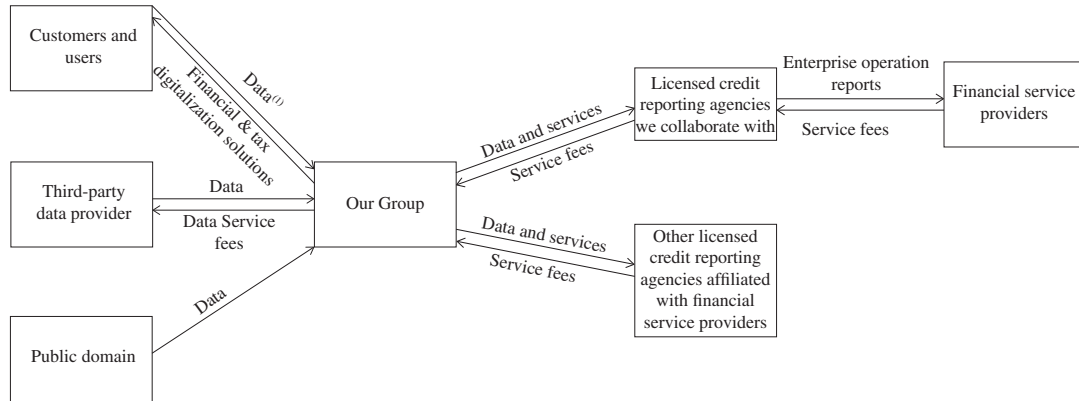 Customers and
users
Data(1)
Financial & tax
digitalization solutions
Third-party
data provider
Data
Data Service
fees
Public domain
Data
Our Group
Data and services
Service fees
Data and services
Service fees
Licensed credit
reporting agencies
we collaborate with
Other licensed
credit reporting
agencies affiliated
with financial
service providers
Enterprise operation
reports
Service fees
Financial service
providers